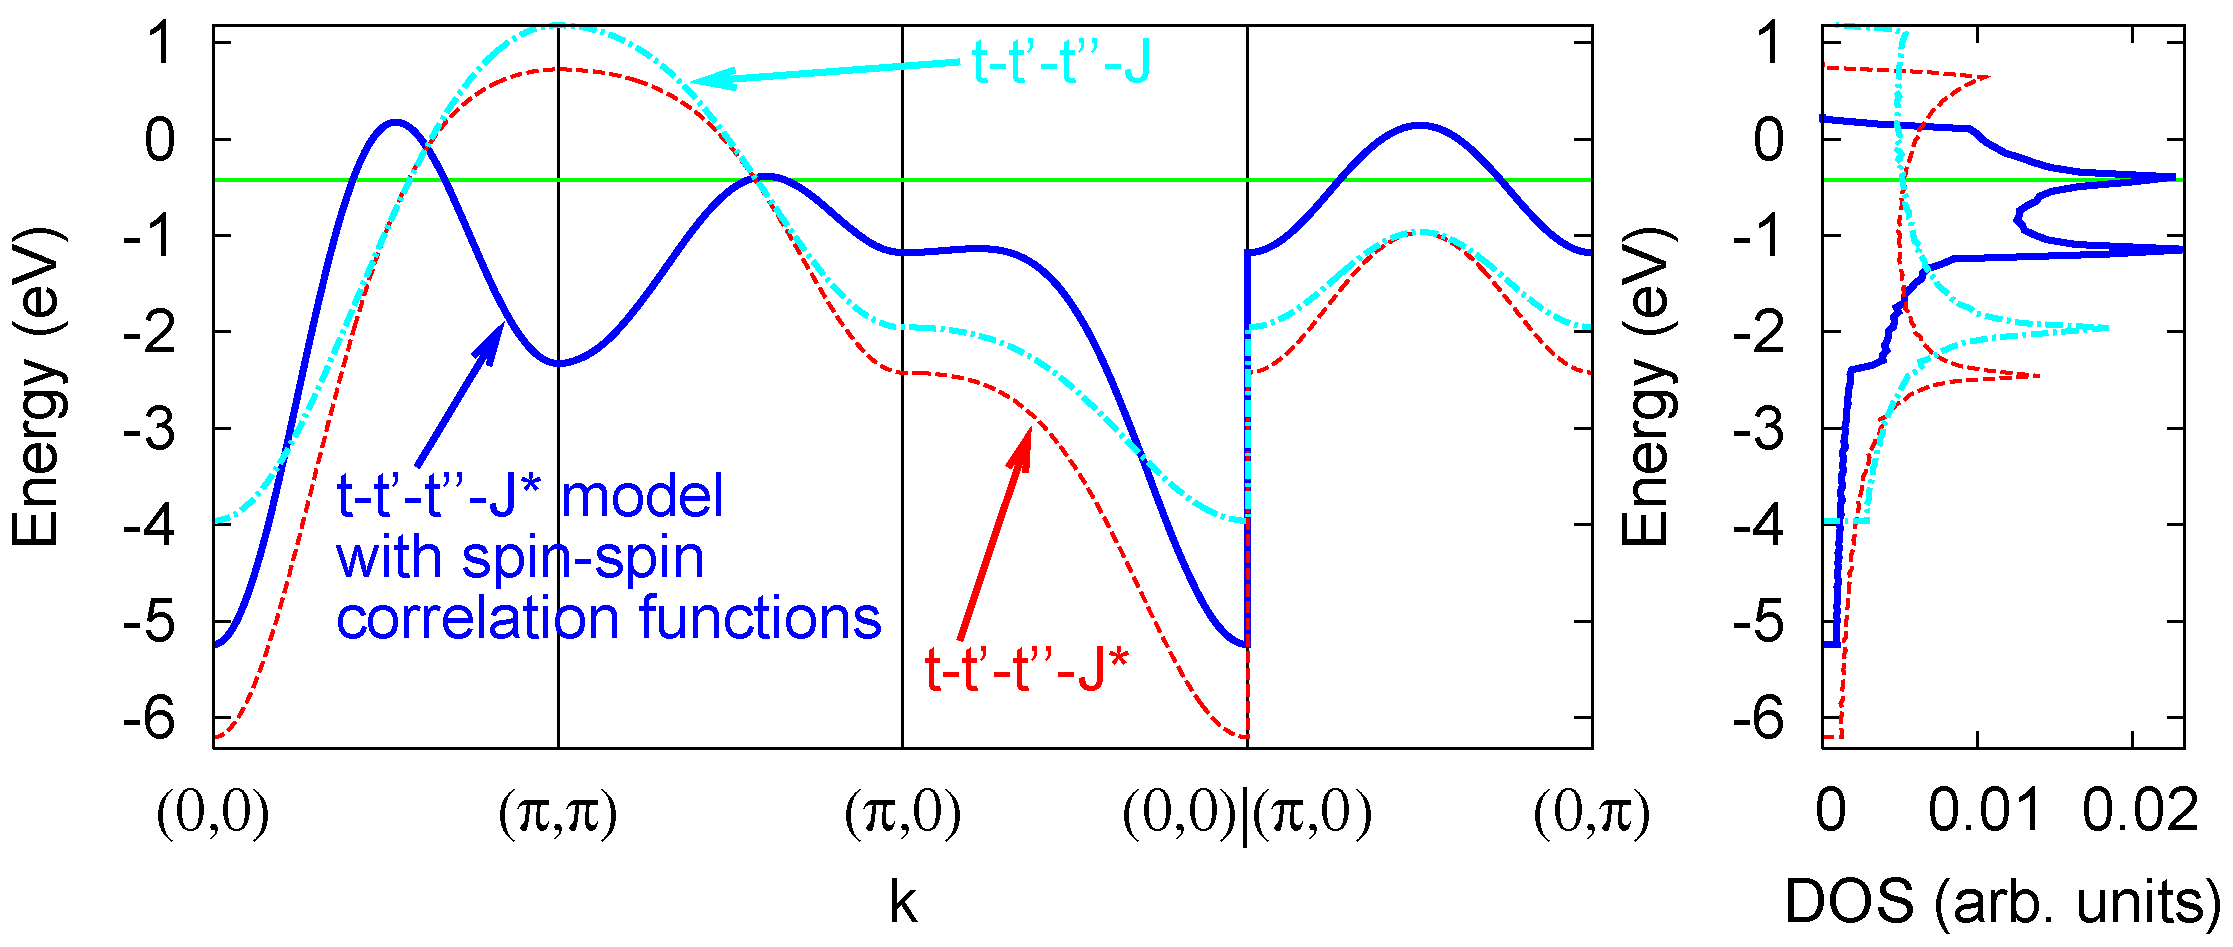 t-t’-t’’-J
t-t’-t’’-J* model
with spin-spin
correlation functions
t-t’-t’’-J*
Energy (eV)
1
0
-1
-2
-3
-4
-5
-6
(0,0)
(π,π)
(π,0)
(0,0)|(π,0)
(0,π)
k
Energy (eV)
1
0
-1
-2
-3
-4
-5
-6
0
0.01
0.02
DOS (arb. units)